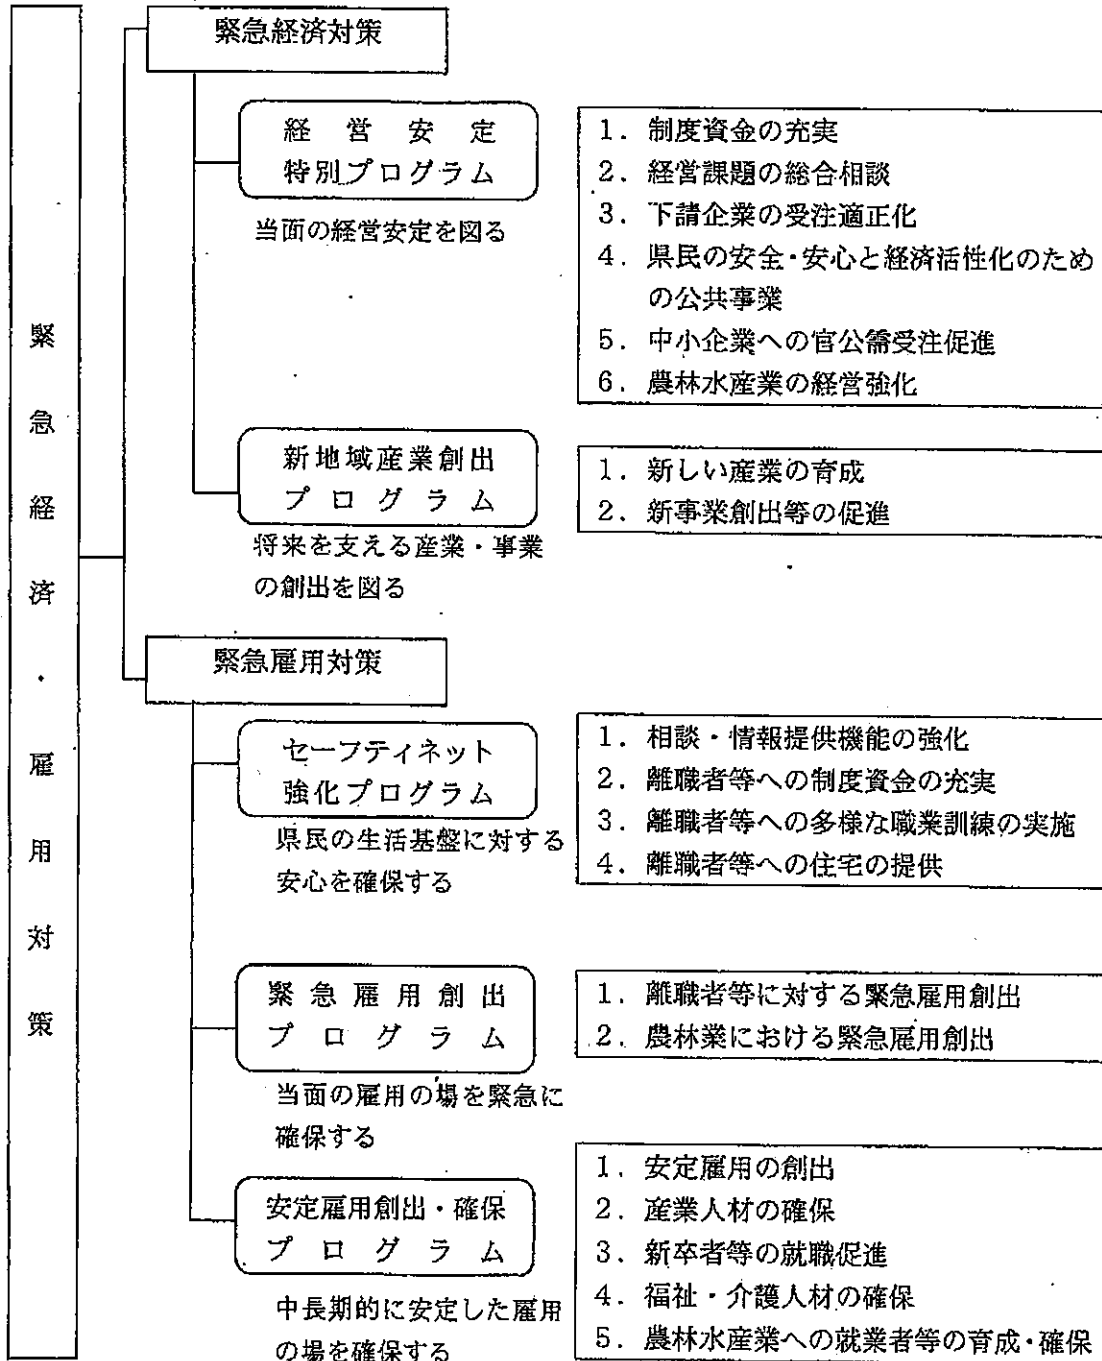 緊急経済・雇用対策
緊急経済対策
経営安定
特別プログラム
当面の経営安定を図る
1. 制度資金の充実
2. 経営課題の総合相談
3. 下請企業の受注適正化
4. 県民の安全・安心と経済活性化のため
の公共事業
5. 中小企業への官公需受注促進
6. 農林水産業の経営強化
新地域産業創出
プログラム
将来を支える産業・事業
の創出を図る
1. 新しい産業の育成
2. 新事業創出等の促進
緊急雇用対策
セーフティネット
強化プログラム
県民の生活基盤に対する
安心を確保する
1. 相談・情報提供機能の強化
2. 離職者等への制度資金の充実
3. 離職者等への多様な職業訓練の実施
4. 離職者等への住宅の提供
緊急雇用創出
プログラム
当面の雇用の場を緊急に
確保する
1. 離職者等に対する緊急雇用創出
2. 農林業における緊急雇用創出
安定雇用創出・確保
プログラム
中長期的に安定した雇用
の場を確保する
1. 安定雇用の創出
2. 産業人材の確保
3. 新卒者等の就職促進
4. 福祉・介護人材の確保
5. 農林水産業への就業者等の育成・確保